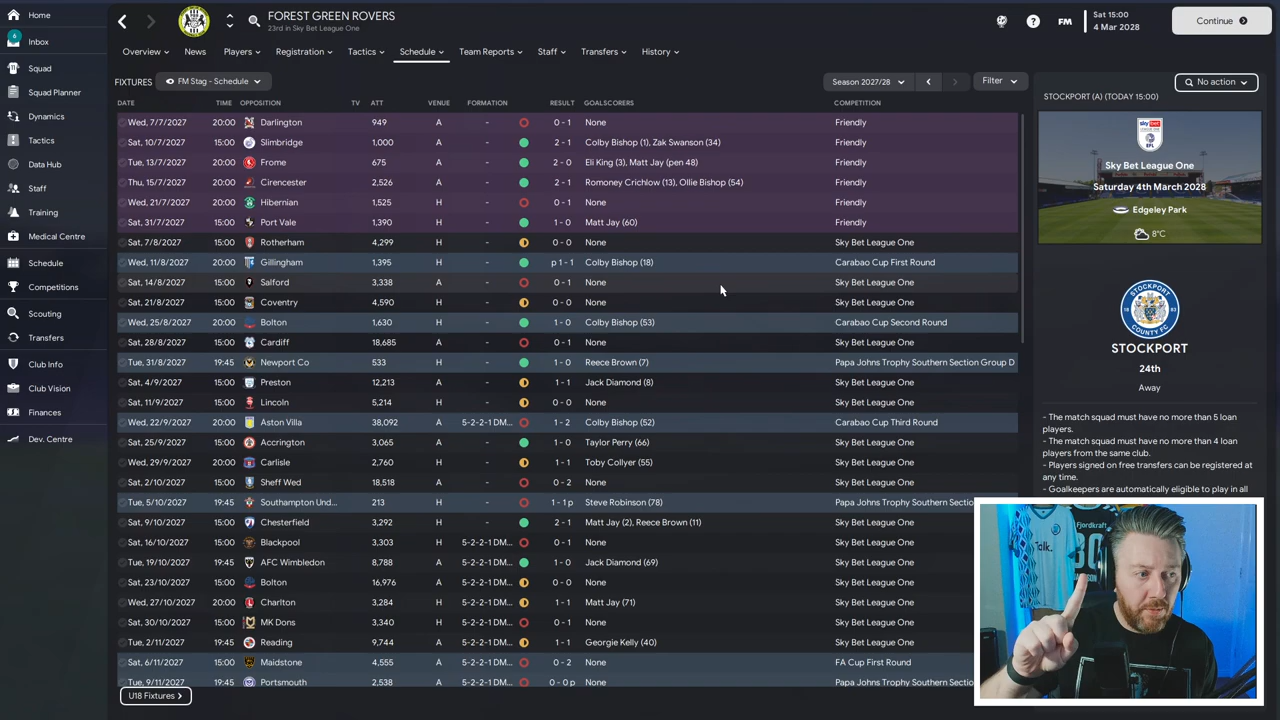 FOREST GREEN ROVERS
23rd in Sky Bet League One
FM
Sat 15:00
4 Mar 2028
Continue
Home
6
Inbox
Squad
Squad Planner
Dynamics
Tactics
Data Hub
Staff
Training
Medical Centre
Schedule
Competitions
Scouting
Transfers
Club Info
Club Vision
Finances
Dev. Centre
Overview
News
Players
Registration
Tactics
Schedule
Team Reports
Staff
Transfers
History
FIXTURES
FM Stag - Schedule
Season 2027/28
Filter
DATE TIME OPPOSITION TV ATT VENUE FORMATION RESULT GOALSCORERS COMPETITION
Wed, 7/7/2027 20:00 Darlington 949 A - 0 - 1 None Friendly
Sat, 10/7/2027 15:00 Slimbridge 1,000 A - 2 - 1 Colby Bishop (1), Zak Swanson (34) Friendly
Tue, 13/7/2027 20:00 Frome 675 A - 2 - 0 Eli King (3), Matt Jay (pen 48) Friendly
Thu, 15/7/2027 20:00 Cirencester 2,526 A - 2 - 1 Romoney Crichlow (13), Ollie Bishop (54) Friendly
Wed, 21/7/2027 20:00 Hibernian 1,525 H - 0 - 1 None Friendly
Sat, 31/7/2027 15:00 Port Vale 1,390 H - 1 - 0 Matt Jay (60) Friendly
Sat, 7/8/2027 15:00 Rotherham 4,299 H - 0 - 0 None Sky Bet League One
Wed, 11/8/2027 20:00 Gillingham 1,395 H - p 1 - 1 Colby Bishop (18) Carabao Cup First Round
Sat, 14/8/2027 15:00 Salford 3,338 A - 0 - 1 None Sky Bet League One
Sat, 21/8/2027 15:00 Coventry 4,590 H - 0 - 0 None Sky Bet League One
Wed, 25/8/2027 20:00 Bolton 1,630 H - 1 - 0 Colby Bishop (53) Carabao Cup Second Round
Sat, 28/8/2027 15:00 Cardiff 18,685 A - 0 - 1 None Sky Bet League One
Tue, 31/8/2027 19:45 Newport Co 533 H - 1 - 0 Reece Brown (7) Papa Johns Trophy Southern Section Group D
Sat, 4/9/2027 15:00 Preston 12,213 A - 1 - 1 Jack Diamond (8) Sky Bet League One
Sat, 11/9/2027 15:00 Lincoln 5,214 H - 0 - 0 None Sky Bet League One
Wed, 22/9/2027 20:00 Aston Villa 38,092 A 5-2-2-1 DM... 1 - 2 Colby Bishop (52) Carabao Cup Third Round
Sat, 25/9/2027 15:00 Accrington 3,065 A - 1 - 0 Taylor Perry (66) Sky Bet League One
Wed, 29/9/2027 20:00 Carlisle 2,760 H - 1 - 1 Toby Collyer (55) Sky Bet League One
Sat, 2/10/2027 15:00 Sheff Wed 8,518 H - 0 - 2 None Sky Bet League One
Tue, 5/10/2027 19:45 Southampton Und... 213 H - 1 - 1 p Steve Robinson (78) Papa Johns Trophy Southern Sectio
Sat, 9/10/2027 15:00 Chesterfield 3,292 H - 2 - 1 Matt Jay (2), Reece Brown (11) Sky Bet League One
Sat, 16/10/2027 15:00 Blackpool 3,303 H 5-2-2-1 DM... 0 - 1 None Sky Bet League One
Tue, 19/10/2027 19:45 AFC Wimbledon 8,821 A 5-2-2-1 DM... 1 - 0 Jack Diamond (69) Sky Bet League One
Sat, 23/10/2027 15:00 Bolton 16,976 A 5-2-2-1 DM... 0 - 0 None Sky Bet League One
Wed, 27/10/2027 20:00 Charlton 3,284 H 5-2-2-1 DM... 1 - 1 Matt Jay (71) Sky Bet League One
Sat, 30/10/2027 15:00 MK Dons 3,340 H 5-2-2-1 DM... 0 - 1 None Sky Bet League One
Tue, 2/11/2027 19:45 Reading 9,744 A 5-2-2-1 DM... 1 - 1 Georgie Kelly (40) Sky Bet League One
Sat, 6/11/2027 15:00 Maidstone 4,555 A 5-2-2-1 DM... 0 - 2 None FA Cup First Round
Tue, 9/11/2027 19:45 Portsmouth 2,538 A 5-2-2-1 DM... 0 - 0 p None Papa Johns Trophy Southern Sectio
U18 Fixtures
No action
STOCKPORT (A) (TODAY 15:00)
sky bet
EFL
Sky Bet League One
Saturday 4th March 2028
Edgeley Park
8°C
STOCKPORT
COUNTY FC
STOCKPORT
24th
Away
- The match squad must have no more than 5 loan
players.
- The match squad must have no more than 4 loan
players from the same club.
- Players signed on free transfers can be registered at
any time.
- Goalkeepers are automatically eligible to play in all
Talk.
Fjordkraft